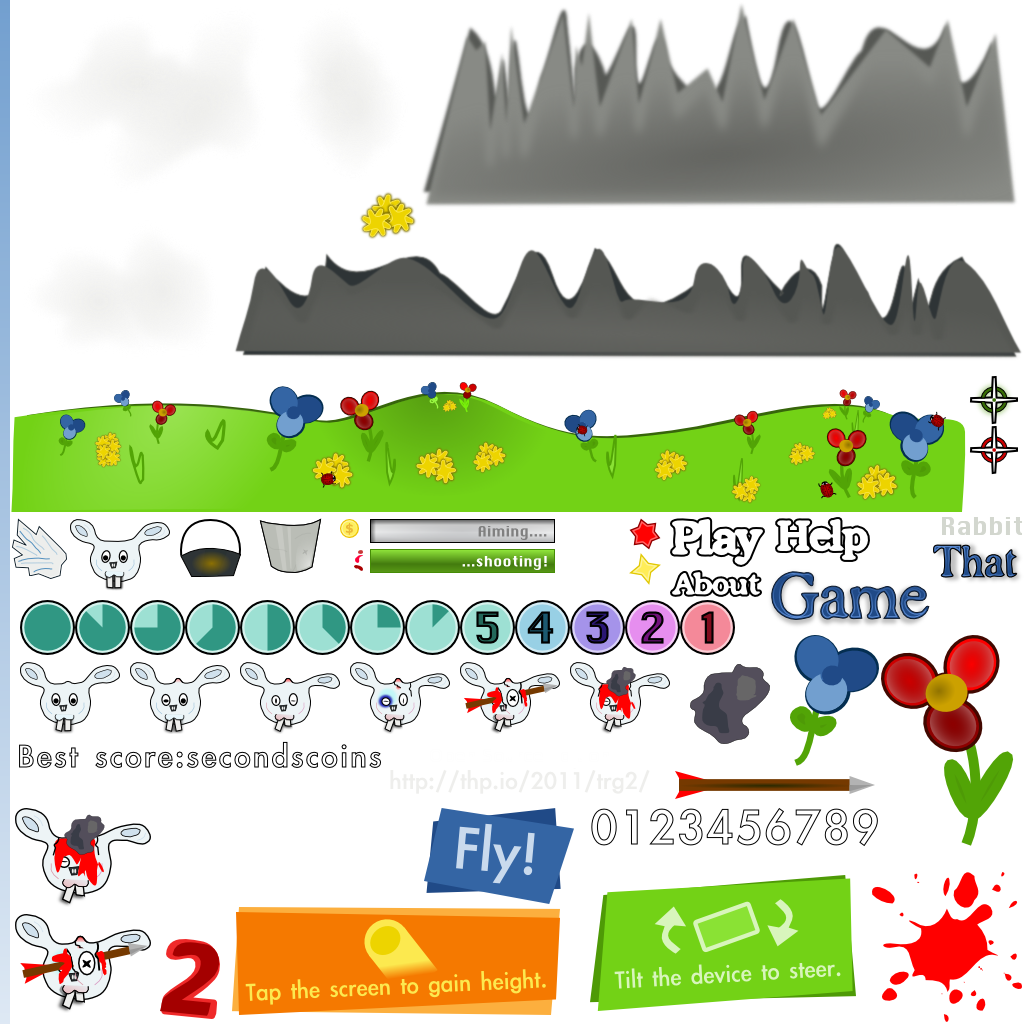 Aiming....
...shooting!
Play Help
About
Rabbit
That
Game
5 4 3 2 1
Best score:secondscoins
http://thp.io/2011/trg2/
0123456789
Fly!
2
Tap the screen to gain height.
Tilt the device to steer.